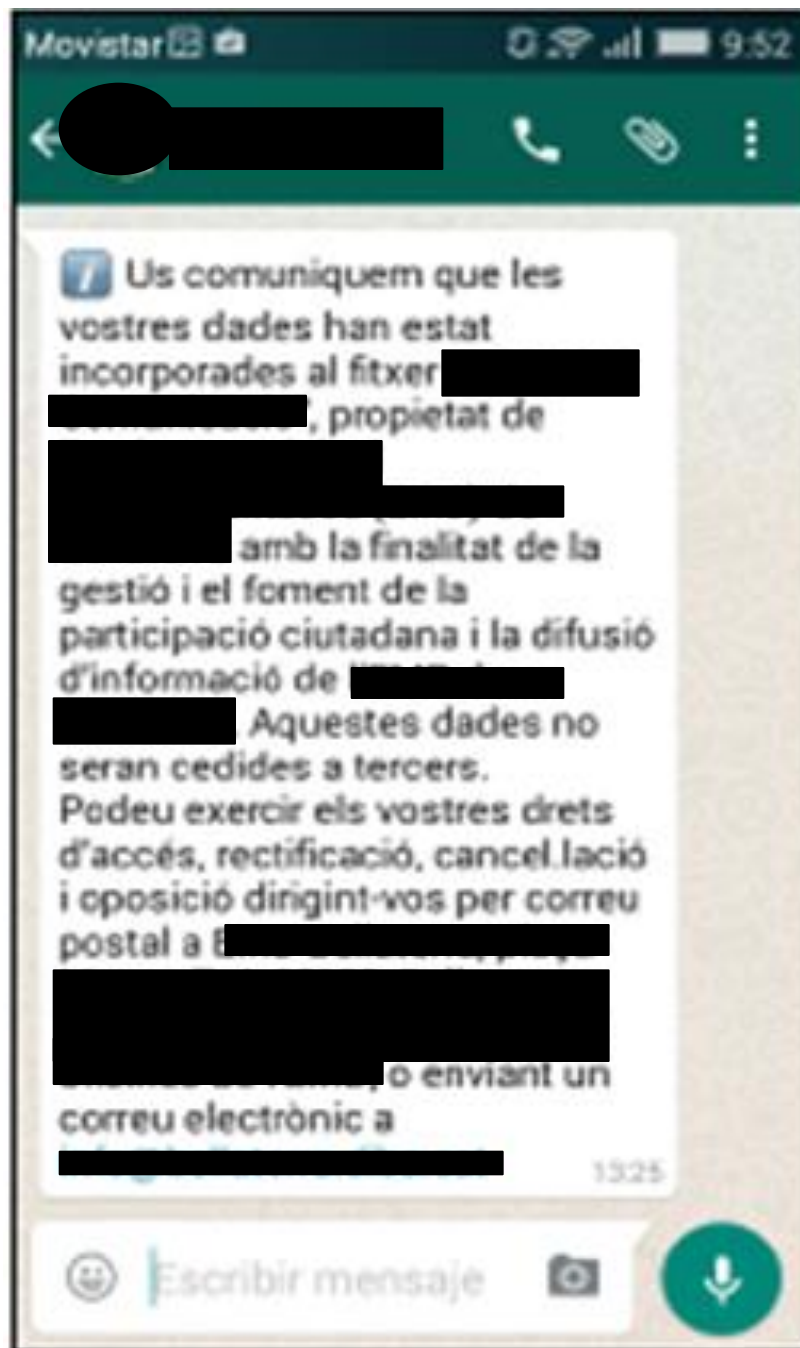 Movistar 9:52
Us comuniquem que les
vostres dades han estat
incorporades al fitxer
, propietat de
amb la finalitat de la
gestió i el foment de la
participació ciutadana i la difusió
d'informació de
. Aquestes dades no
seran cedides a tercers.
Podeu exercir els vostres drets
d'accés, rectificació, cancel.lació
i oposició dirigint-vos per correu
postal a
, o enviant un
correu electrònic a
13:25
Escribir mensaje